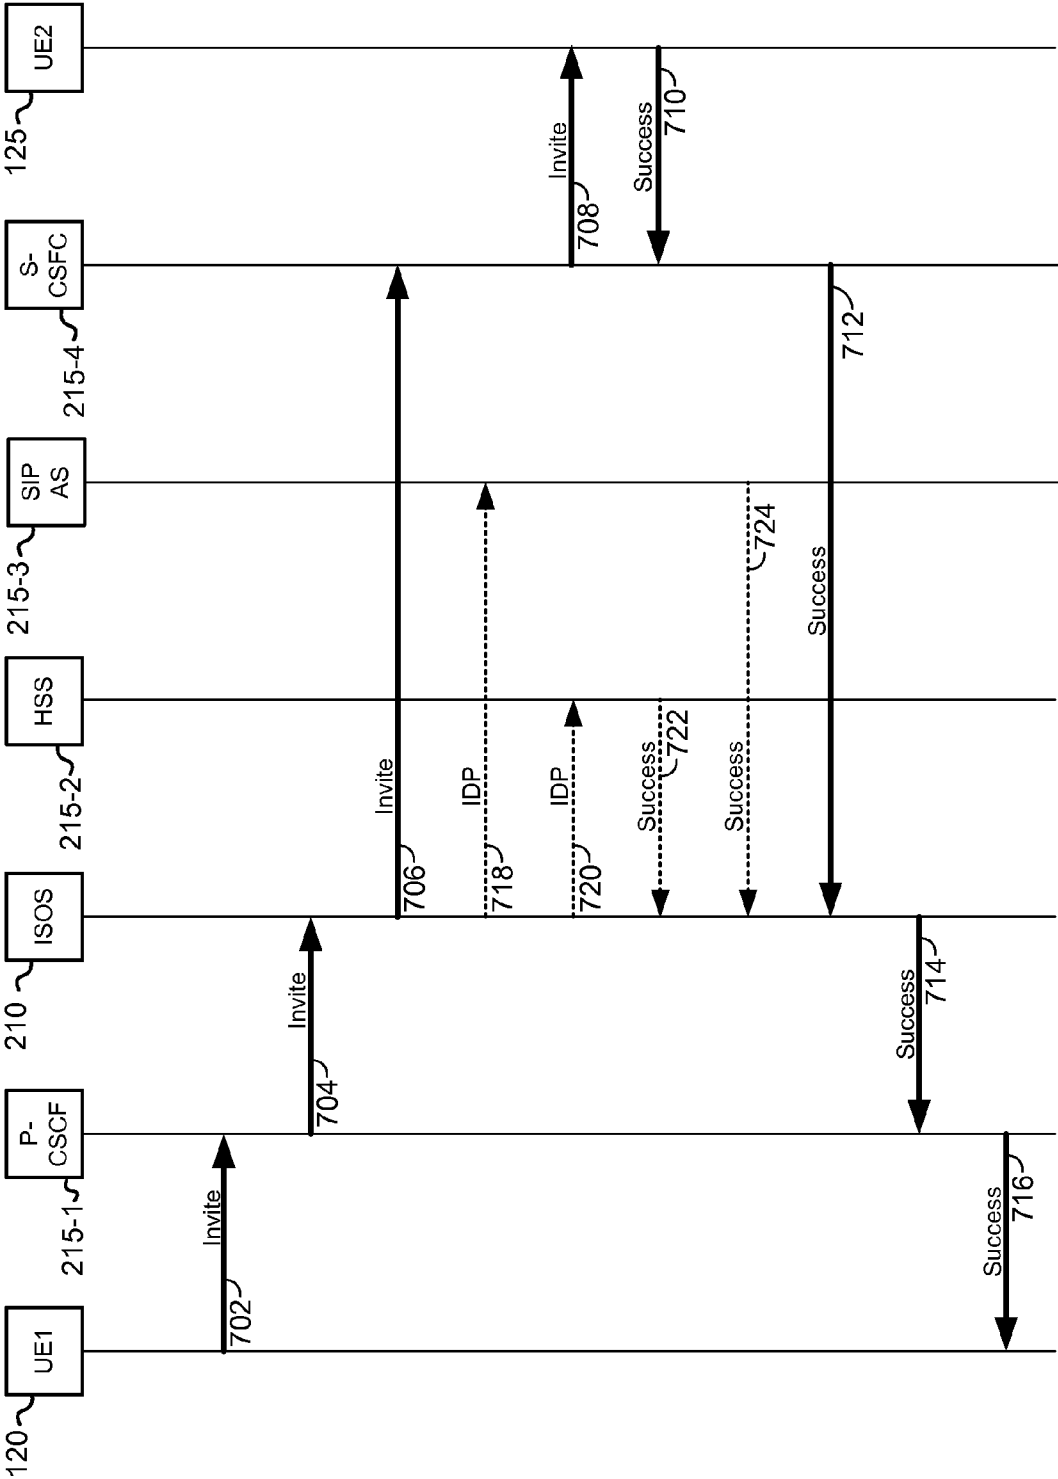 120
UE1
215-1
P-
CSCF
210
ISOS
215-2
HSS
215-3
SIP
AS
215-4
S-
CSFC
125
UE2
Invite
702
Invite
704
Invite
706
IDP
718
IDP
720
Invite
708
Success
722
Success
710
Success
724
Success
712
Success
714
Success
716